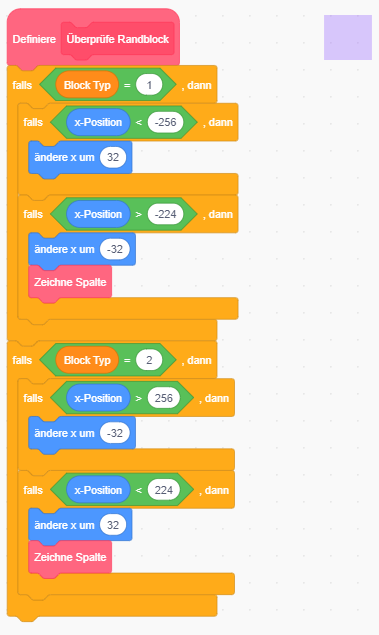 Definiere Überprüfe Randblock
falls Block Typ = 1 , dann
falls x-Position < -256 , dann
ändere x um 32
falls x-Position > -224 , dann
ändere x um -32
Zeichne Spalte
falls Block Typ = 2 , dann
falls x-Position > 256 , dann
ändere x um -32
falls x-Position < 224 , dann
ändere x um 32
Zeichne Spalte